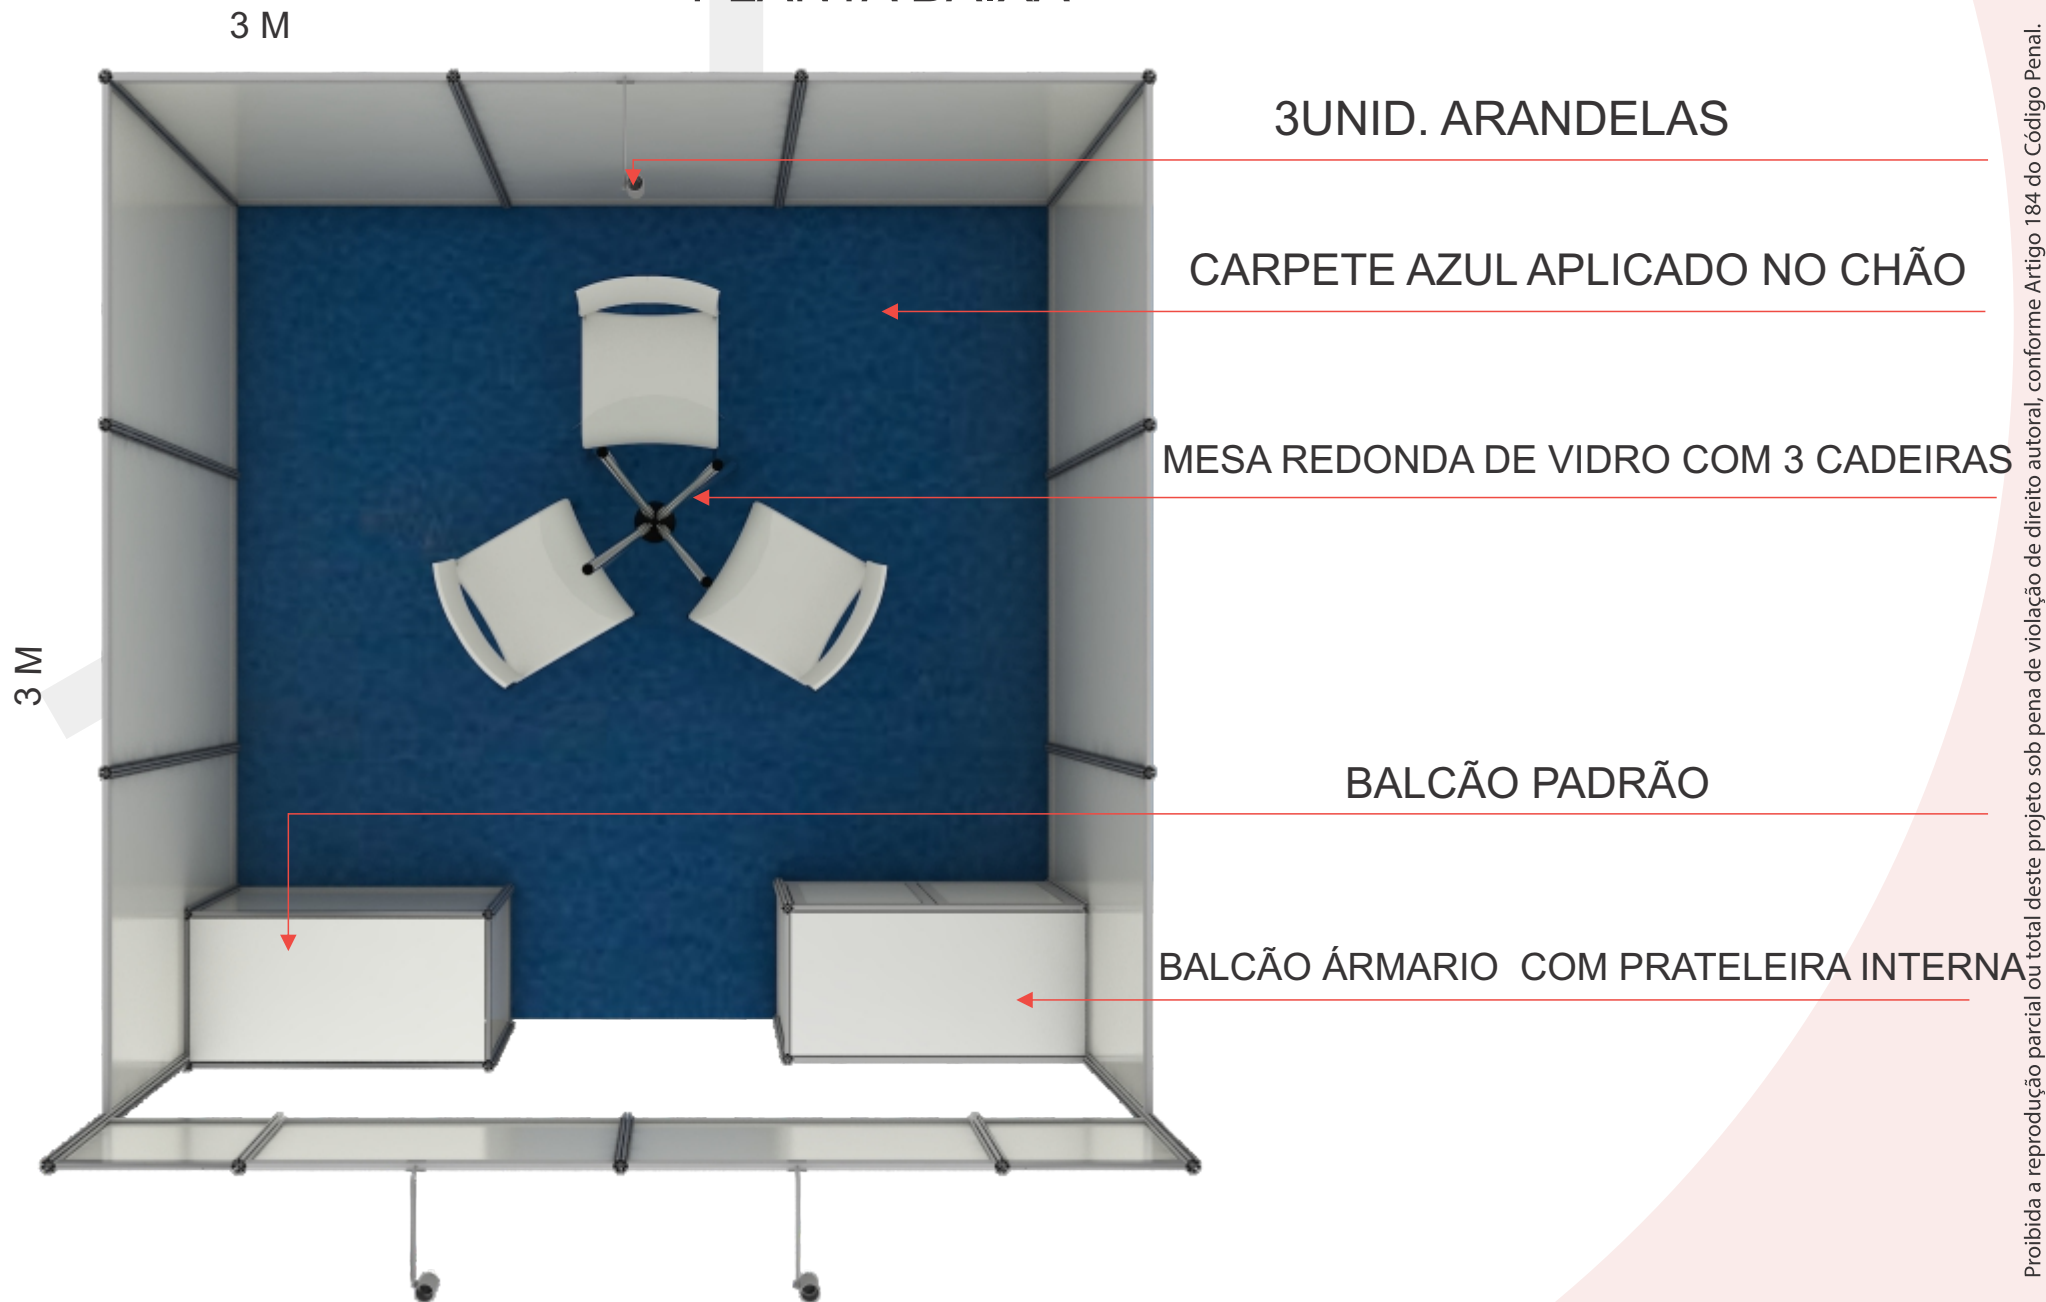 3 M
3UNID. ARANDELAS
CARPETE AZUL APLICADO NO CHÃO
MESA REDONDA DE VIDRO COM 3 CADEIRAS
3 M
BALCÃO PADRÃO
BALCÃO ÁRMARIO COM PRATELEIRA INTERNA
Proibida a reprodução parcial ou total deste projeto sob pena de violação de direito autoral, conforme Artigo 184 do Código Penal.